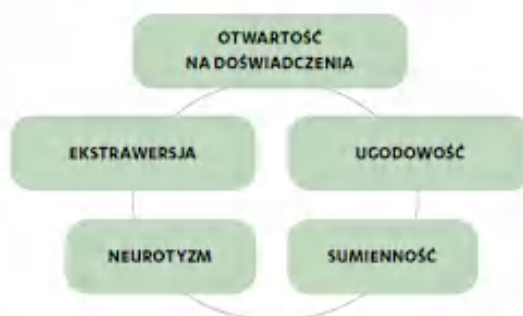 OTWARTOŚĆ
NA DOŚWIADCZENIA
EKSTRAWERSJA
UGODOWOŚĆ
NEUROTYZM
SUMIENNOŚĆ